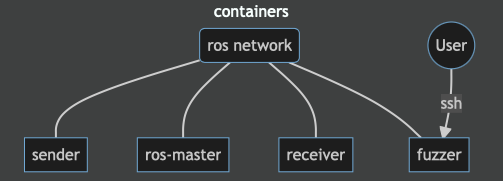 containers
ros network
User
ssh
sender
ros-master
receiver
fuzzer